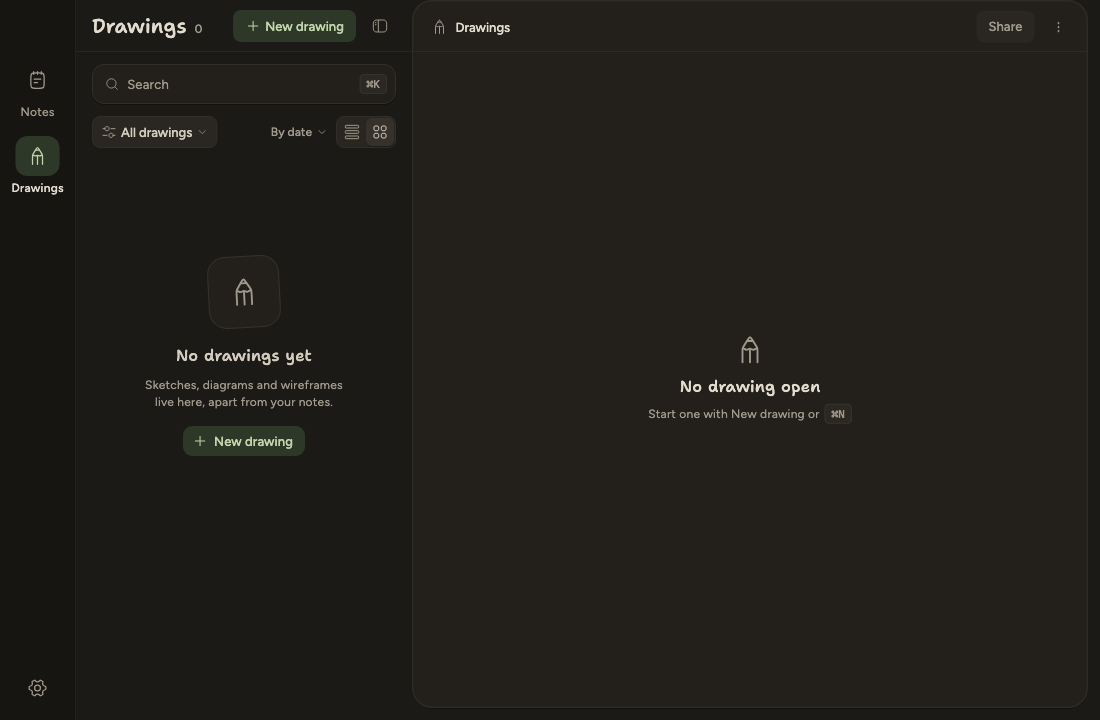 Drawings 0
New drawing
Drawings
Share
Search
⌘K
Notes
All drawings
By date
Drawings
No drawings yet
Sketches, diagrams and wireframes
live here, apart from your notes.
New drawing
No drawing open
Start one with New drawing or ⌘N